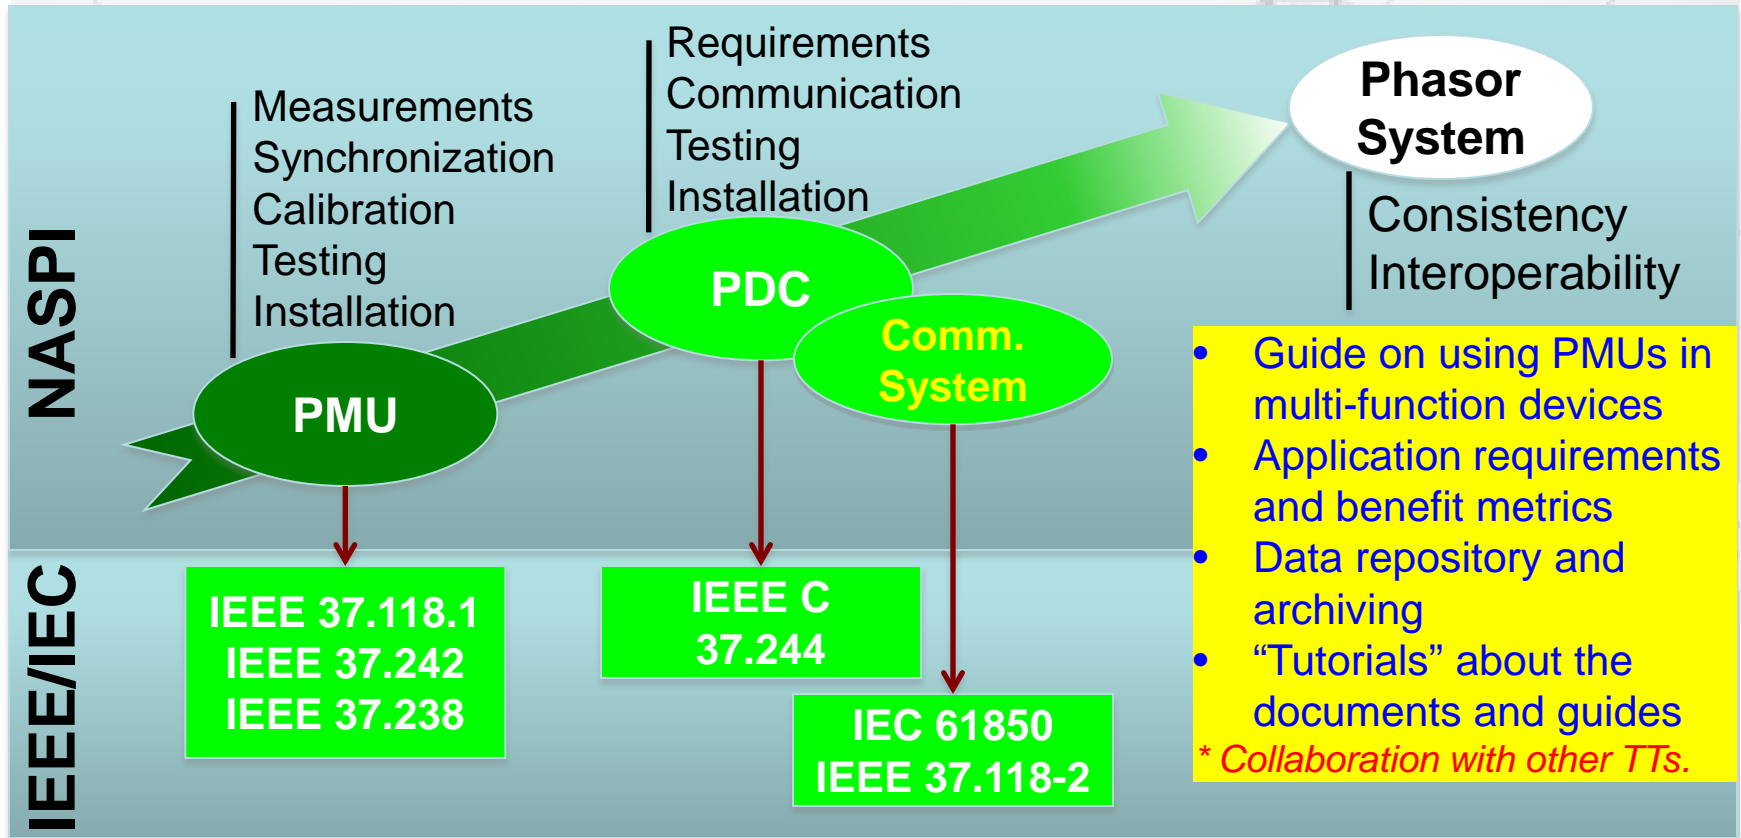 NASPI
Measurements
Synchronization
Calibration
Testing
Installation
PMU
Requirements
Communication
Testing
Installation
PDC
Comm.
System
Phasor
System
Consistency
Interoperability
• Guide on using PMUs in
multi-function devices
• Application requirements
and benefit metrics
• Data repository and
archiving
• “Tutorials” about the
documents and guides
* Collaboration with other TTs.
IEEE/IEC
IEEE 37.118.1
IEEE 37.242
IEEE 37.238
IEEE C
37.244
IEC 61850
IEEE 37.118-2